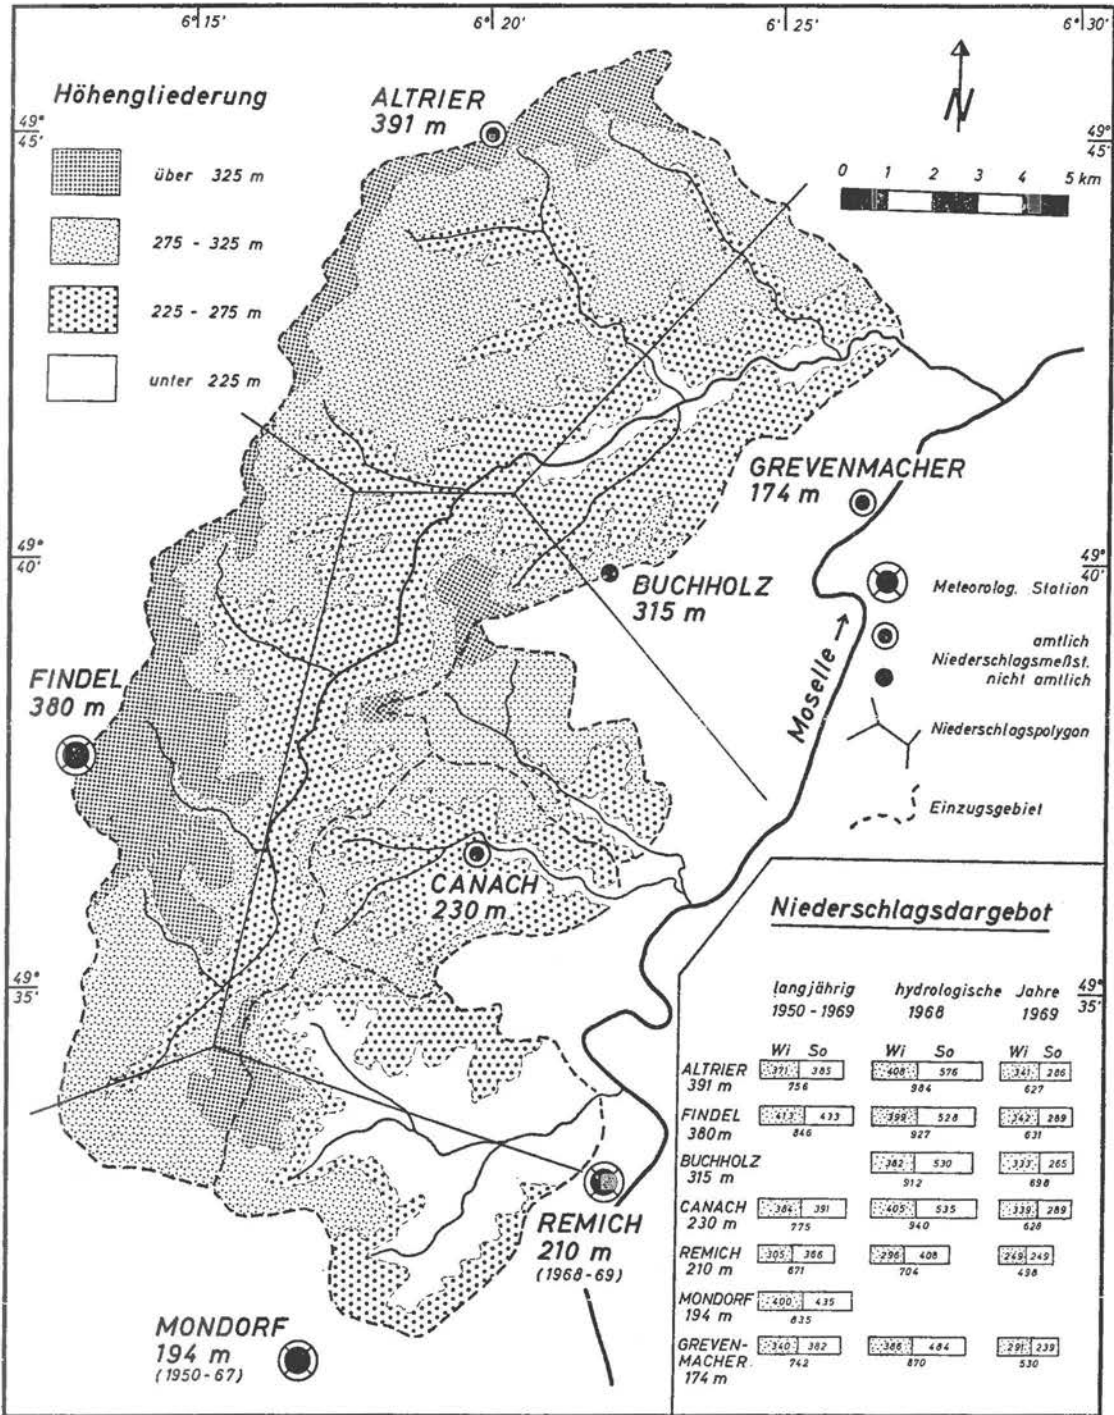 6° 15'
6° 20'
6° 25'
6° 30'
Höhengliederung
über 325 m
275 - 325 m
225 - 275 m
unter 225 m
ALTRIER
391 m
N
0 1 2 3 4 5 km
49°
45'
49°
45'
GREVENMACHER
174 m
49°
40'
49°
40'
BUCHHOLZ
315 m
Meteorolog. Station
amtlich
Niederschlagsmeßst.
nicht amtlich
Niederschlagspolygon
Einzugsgebiet
Moselle →
FINDEL
380 m
CANACH
230 m
49°
35'
49°
35'
REMICH
210 m
(1968-69)
MONDORF
194 m
(1950-67)
Niederschlagsdargebot
langjährig hydrologische Jahre
1950 - 1969 1968 1969
Wi So Wi So Wi So
ALTRIER 371 385 408 576 341 286
391 m 756 984 627
FINDEL 413 433 399 528 342 289
380m 846 927 631
BUCHHOLZ 382 530 333 265
315 m 912 698
CANACH 384 391 405 535 339 289
230 m 775 940 628
REMICH 305 366 296 408 249 249
210 m 671 704 498
MONDORF 400 435
194 m 835
GREVEN- 340 382 386 484 291 239
MACHER 742 870 530
174 m